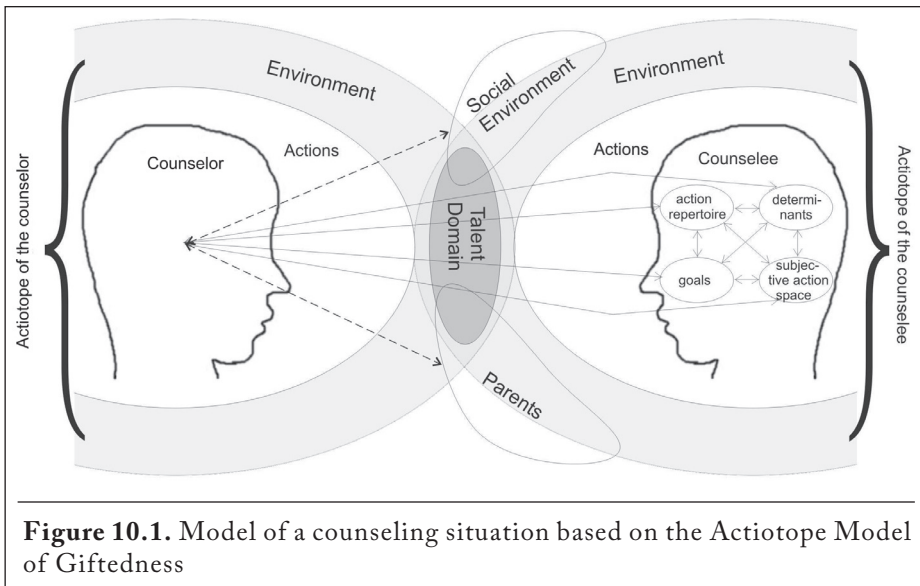 Actiotope of the counselor
Environment
Counselor
Actions
Social
Environment
Environment
Talent
Domain
Parents
Actions
Counselee
action
repertoire
determi-
nants
goals
subjec-
tive action
space
Actiotope of the counselee
Figure 10.1. Model of a counseling situation based on the Actiotope Model
of Giftedness